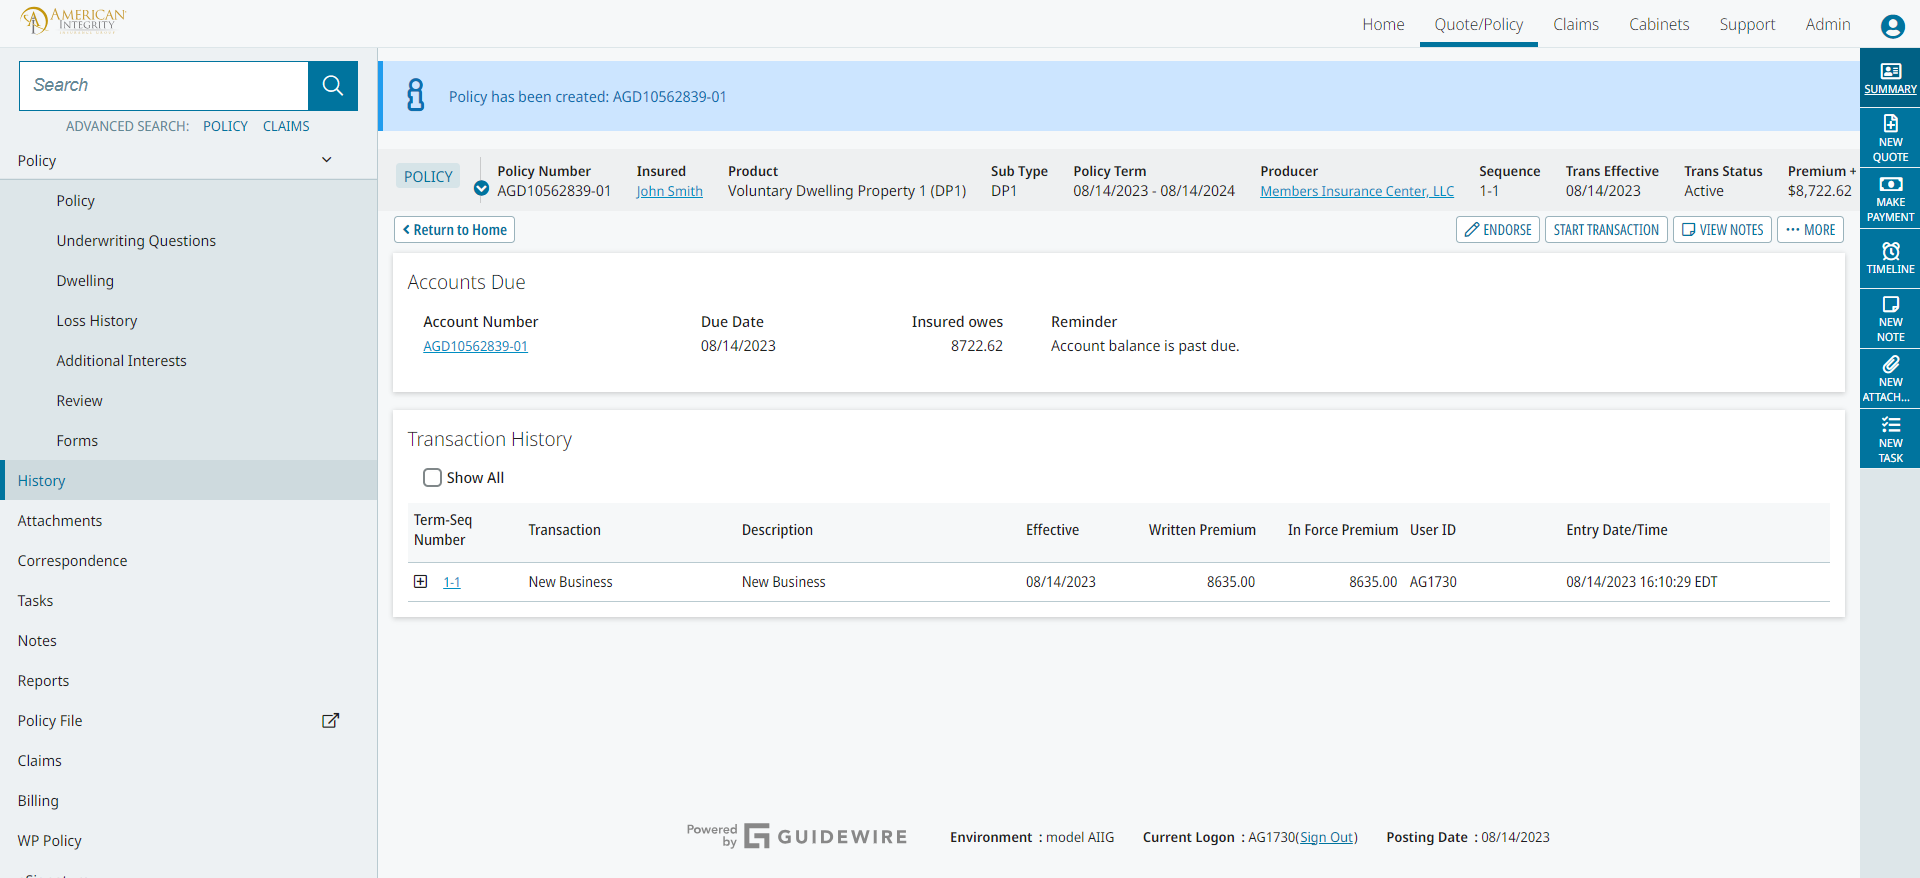 AMERICAN
INTEGRITY
Home
Quote/Policy
Claims
Cabinets
Support
Admin
Search
ADVANCED SEARCH: POLICY CLAIMS
Policy
Policy
Underwriting Questions
Dwelling
Loss History
Additional Interests
Review
Forms
History
Attachments
Correspondence
Tasks
Notes
Reports
Policy File
Claims
Billing
WP Policy
Policy has been created: AGD10562839-01
POLICY
Policy Number Insured Product Sub Type Policy Term Producer Sequence Trans Effective Trans Status Premium +
AGD10562839-01 John Smith Voluntary Dwelling Property 1 (DP1) DP1 08/14/2023 - 08/14/2024 Members Insurance Center, LLC 1-1 08/14/2023 Active $8,722.62
Return to Home
ENDORSE
START TRANSACTION
VIEW NOTES
MORE
Accounts Due
Account Number Due Date Insured owes Reminder
AGD10562839-01 08/14/2023 8722.62 Account balance is past due.
Transaction History
Show All
Term-Seq
Number Transaction Description Effective Written Premium In Force Premium User ID Entry Date/Time
1-1 New Business New Business 08/14/2023 8635.00 8635.00 AG1730 08/14/2023 16:10:29 EDT
Powered
by GUIDEWIRE
Environment : model AIIG Current Logon : AG1730(Sign Out) Posting Date : 08/14/2023
SUMMARY
NEW
QUOTE
MAKE
PAYMENT
TIMELINE
NEW
NOTE
NEW
ATTACH...
NEW
TASK